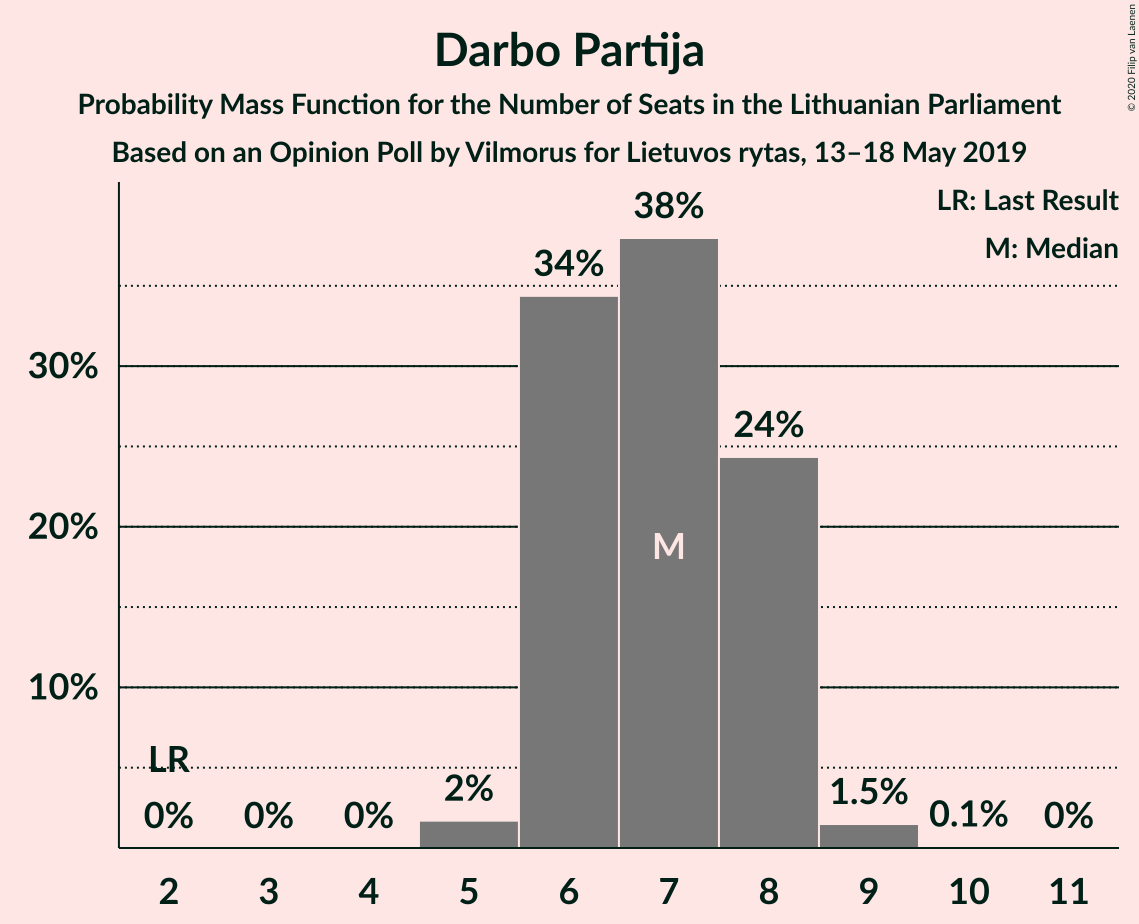 Darbo Partija
Probability Mass Function for the Number of Seats in the Lithuanian Parliament
Based on an Opinion Poll by Vilmorus for Lietuvos rytas, 13–18 May 2019
© 2020 Filip van Laenen
LR: Last Result
M: Median
38%
34%
30%
24%
20%
M
10%
LR
0%
0%
0%
2%
1.5%
0.1%
0%
2 3 4 5 6 7 8 9 10 11